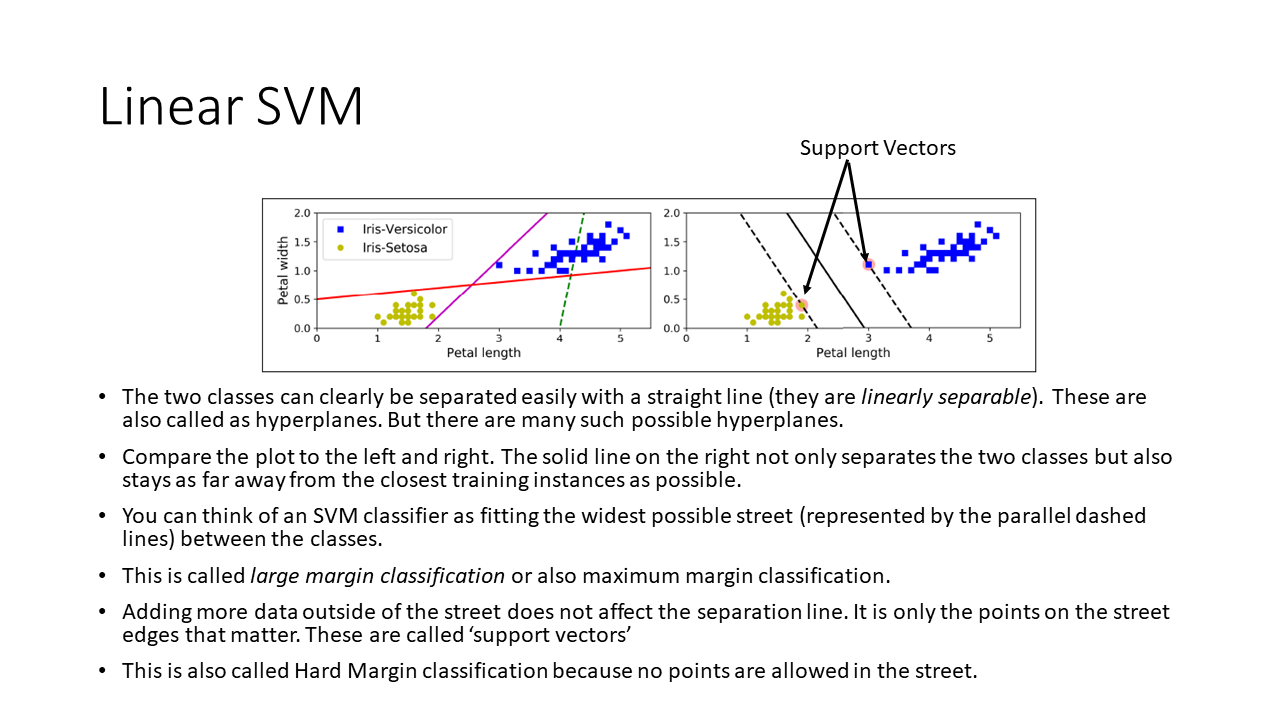 Linear SVM
Support Vectors
2.0
1.5
1.0
0.5
0.0
Petal width
Iris-Versicolor
Iris-Setosa
0 1 2 3 4 5
Petal length
2.0
1.5
1.0
0.5
0.0
0 1 2 3 4 5
Petal length
• The two classes can clearly be separated easily with a straight line (they are linearly separable).  These are
also called as hyperplanes. But there are many such possible hyperplanes.
• Compare the plot to the left and right. The solid line on the right not only separates the two classes but also
stays as far away from the closest training instances as possible.
• You can think of an SVM classifier as fitting the widest possible street (represented by the parallel dashed
lines) between the classes.
• This is called large margin classification or also maximum margin classification.
• Adding more data outside of the street does not affect the separation line. It is only the points on the street
edges that matter. These are called ‘support vectors’
• This is also called Hard Margin classification because no points are allowed in the street.